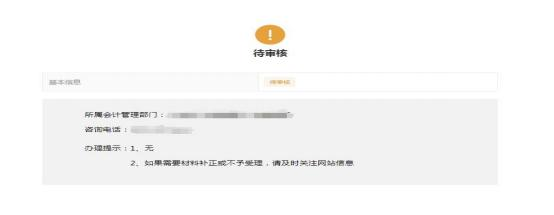 待审核
基本信息 待审核
所属会计管理部门：
咨询电话：
办理提示：1、无
2、如果需要材料补正或不予受理，请及时关注网站信息